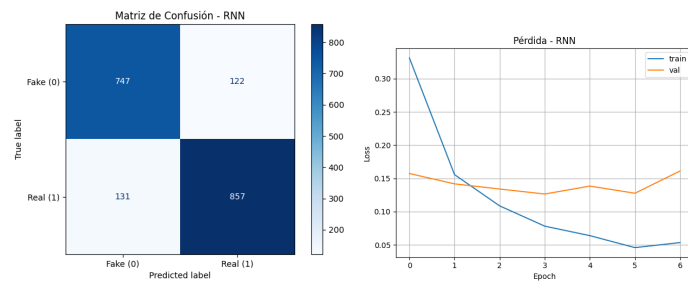 Matriz de Confusión - RNN
Fake (0)
747
122
Real (1)
131
857
True label
Fake (0)
Real (1)
Predicted label
800
700
600
500
400
300
200
Pérdida - RNN
train
val
0.30
0.25
0.20
0.15
0.10
0.05
Loss
0 1 2 3 4 5 6
Epoch